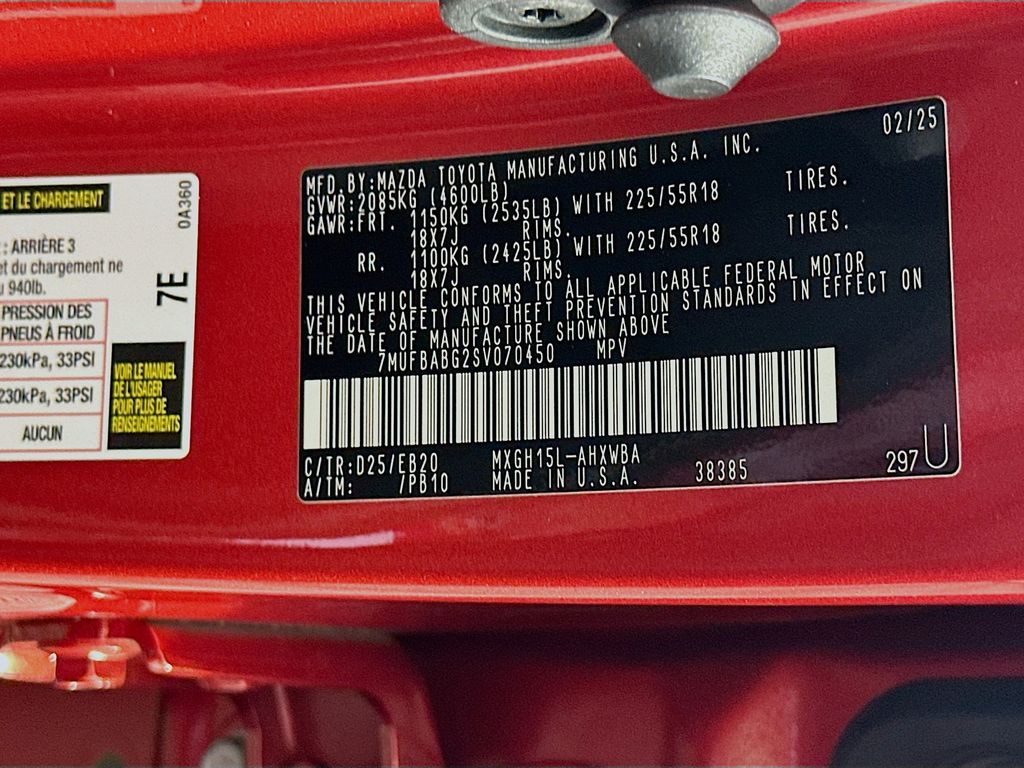 ET LE CHARGEMENT
0A360
: ARRIÈRE 3
et du chargement ne
940lb.
7E
PRESSION DES
PNEUS À FROID
230kPa, 33PSI
230kPa, 33PSI
AUCUN
VOIR LE MANUEL
DE L'USAGER
POUR PLUS DE
RENSEIGNEMENTS
02/25
MFD.BY:MAZDA TOYOTA MANUFACTURING U.S.A. INC.
GVWR:2085KG (4600LB)
GAWR:FRT. 1150KG (2535LB) WITH 225/55R18 TIRES.
18X7J RIMS.
RR. 1100KG (2425LB) WITH 225/55R18 TIRES.
18X7J RIMS.
THIS VEHICLE CONFORMS TO ALL APPLICABLE FEDERAL MOTOR
VEHICLE SAFETY AND THEFT PREVENTION STANDARDS IN EFFECT ON
THE DATE OF MANUFACTURE SHOWN ABOVE
7MUFBABG2SV070450 MPV
C/TR:D25/EB20 MXGH15L-AHXWBA
A/TM: /PB10 MADE IN U.S.A. 38385 297 U